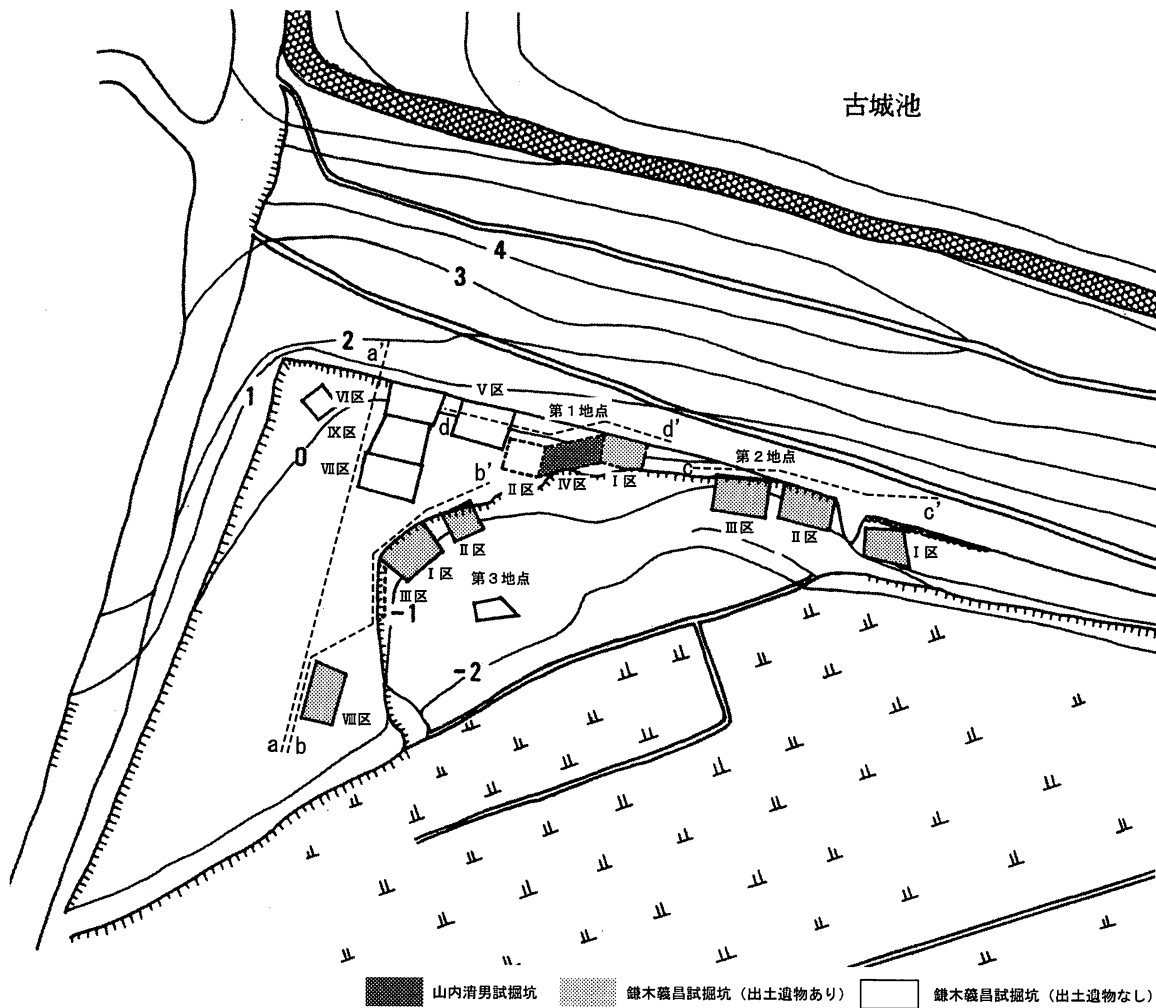 古城池
4
3
2
a'
1
Ⅴ区
Ⅵ区
第1地点
d
d'
Ⅸ区
0
第2地点
Ⅶ区
b'
c
Ⅱ区
Ⅳ区
Ⅰ区
c'
Ⅲ区
Ⅱ区
Ⅱ区
Ⅰ区
Ⅰ区
第3地点
Ⅲ区
-1
-2
Ⅷ区
a b
山内清男試掘坑
鎌木義昌試掘坑（出土遺物あり）
鎌木義昌試掘坑（出土遺物なし）